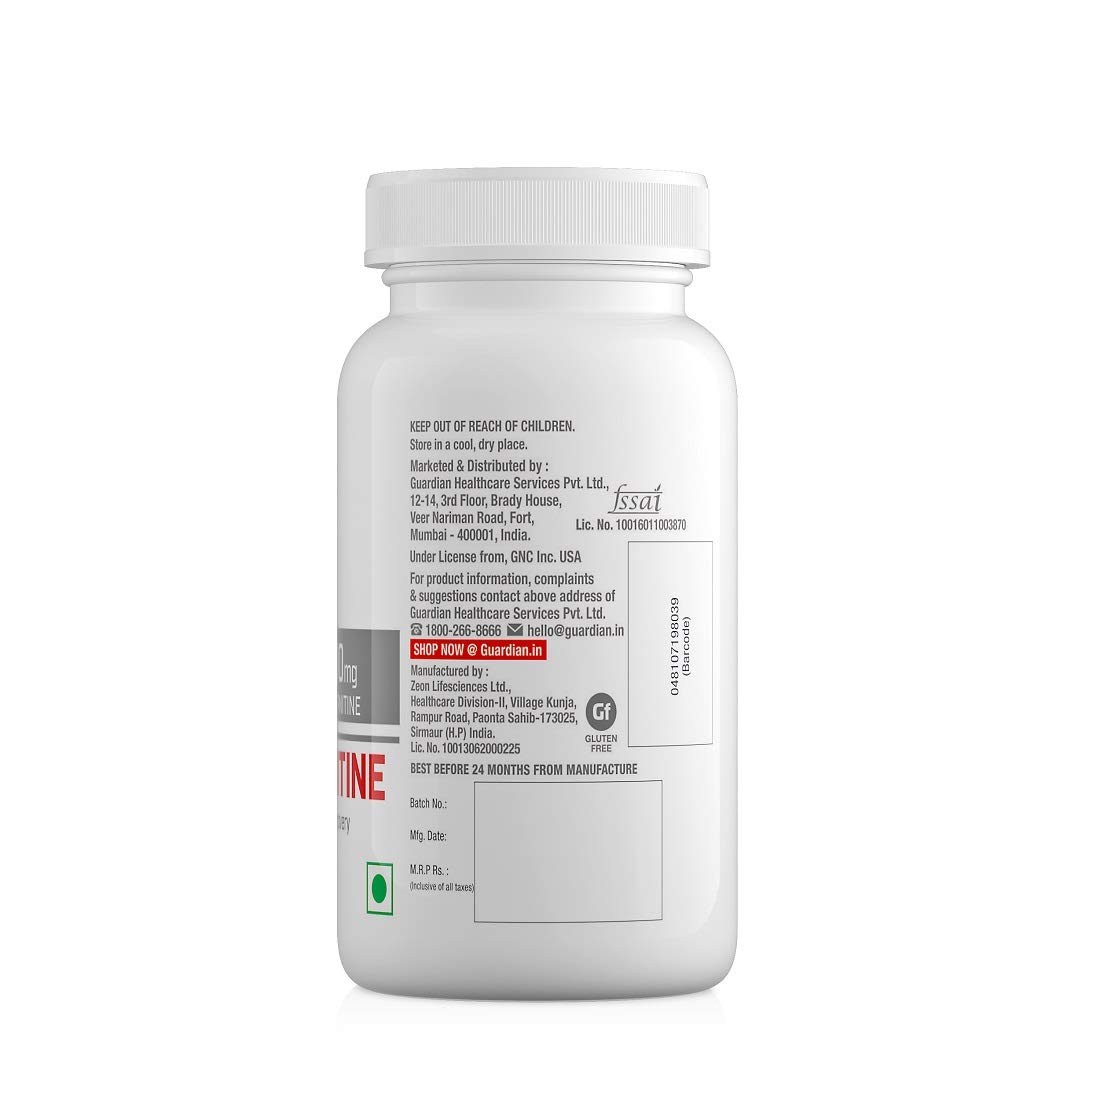 KEEP OUT OF REACH OF CHILDREN.
Store in a cool, dry place.
Marketed & Distributed by :
Guardian Healthcare Services Pvt. Ltd.,
12-14, 3rd Floor, Brady House,
Veer Nariman Road, Fort,
Mumbai - 400001, India.
fssai
Lic. No. 10016011003870
Under License from, GNC Inc. USA
For product information, complaints
& suggestions contact above address of
Guardian Healthcare Services Pvt. Ltd.
1800-266-8666 hello@guardian.in
SHOP NOW @ Guardian.in
Manufactured by :
Zeon Lifesciences Ltd.,
Healthcare Division-II, Village Kunja,
Rampur Road, Paonta Sahib-173025,
Sirmaur (H.P) India.
Lic. No. 10013062000225
Gf
GLUTEN
FREE
048107198039
(Barcode)
BEST BEFORE 24 MONTHS FROM MANUFACTURE
Batch No.:
Mfg. Date:
M.R.P Rs. :
(Inclusive of all taxes)
0mg
TINE